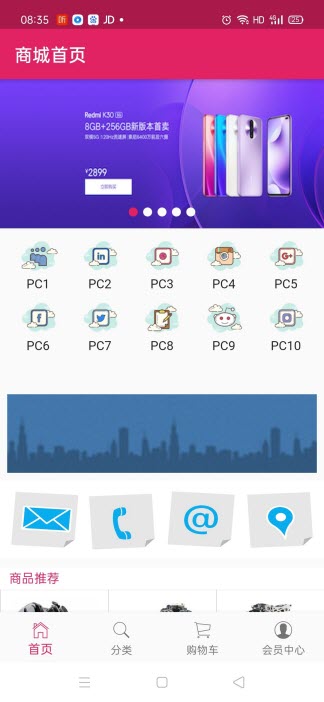 08:35 JD HD 4G 25
商城首页
Redmi K30 5G
8GB+256GB新版本首卖
¥2899
立即购买
PC1 PC2 PC3 PC4 PC5
PC6 PC7 PC8 PC9 PC10
商品推荐
首页 分类 购物车 会员中心